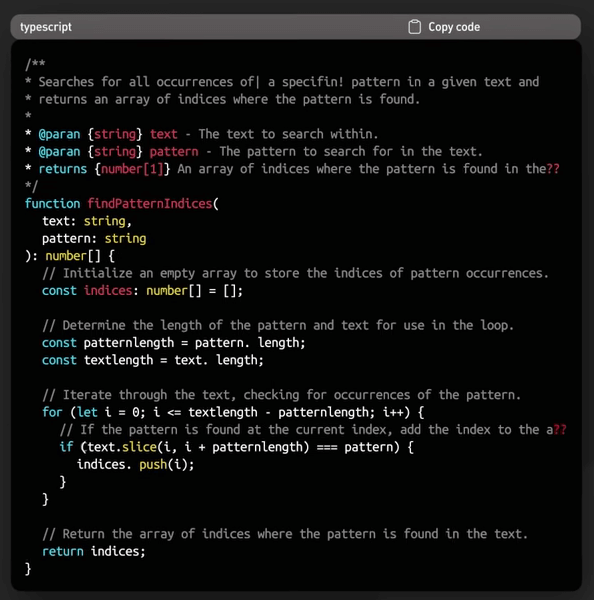 typescript
Copy code
/**
* Searches for all occurrences of| a specifin! pattern in a given text and
* returns an array of indices where the pattern is found.
*
* @paran {string} text - The text to search within.
* @paran {string} pattern - The pattern to search for in the text.
* returns {number[1]} An array of indices where the pattern is found in the??
*/
function findPatternIndices(
text: string,
pattern: string
): number[] {
// Initialize an empty array to store the indices of pattern occurrences.
const indices: number[] = [];
// Determine the length of the pattern and text for use in the loop.
const patternlength = pattern. length;
const textlength = text. length;
// Iterate through the text, checking for occurrences of the pattern.
for (let i = 0; i <= textlength - patternlength; i++) {
// If the pattern is found at the current index, add the index to the a??
if (text.slice(i, i + patternlength) === pattern) {
indices. push(i);
}
}
// Return the array of indices where the pattern is found in the text.
return indices;
}